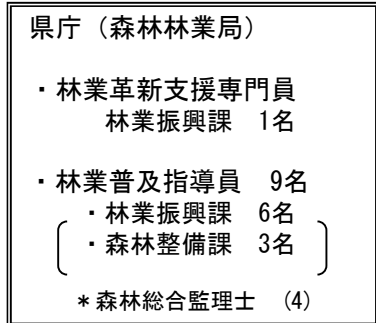 県庁（森林林業局）
・林業革新支援専門員
林業振興課　1名
・林業普及指導員　9名
・林業振興課　6名
・森林整備課　3名
＊森林総合監理士　(4)